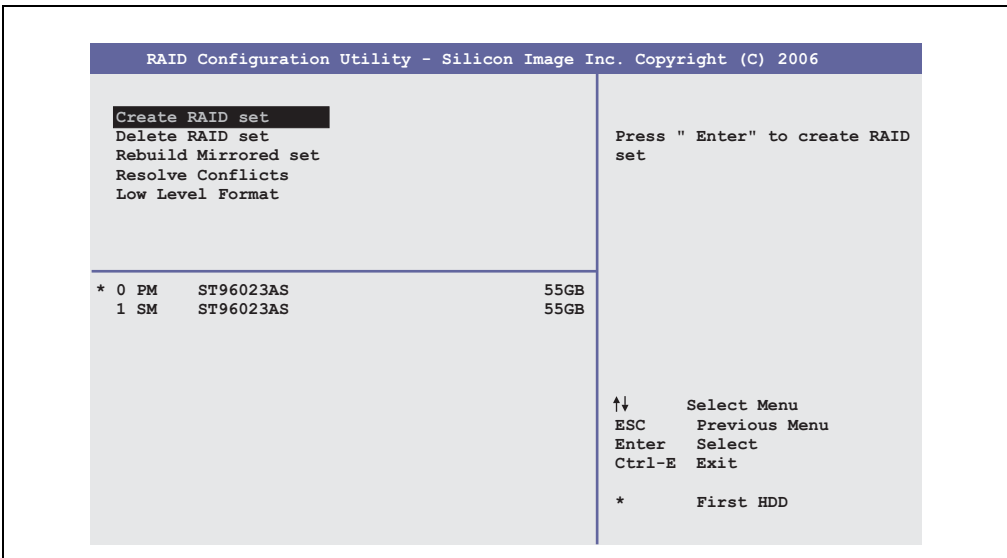 RAID Configuration Utility - Silicon Image Inc. Copyright (C) 2006
Create RAID set
Delete RAID set
Rebuild Mirrored set
Resolve Conflicts
Low Level Format
Press " Enter" to create RAID
set
* 0 PM ST96023AS 55GB
1 SM ST96023AS 55GB
↑↓ Select Menu
ESC Previous Menu
Enter Select
Ctrl-E Exit
* First HDD